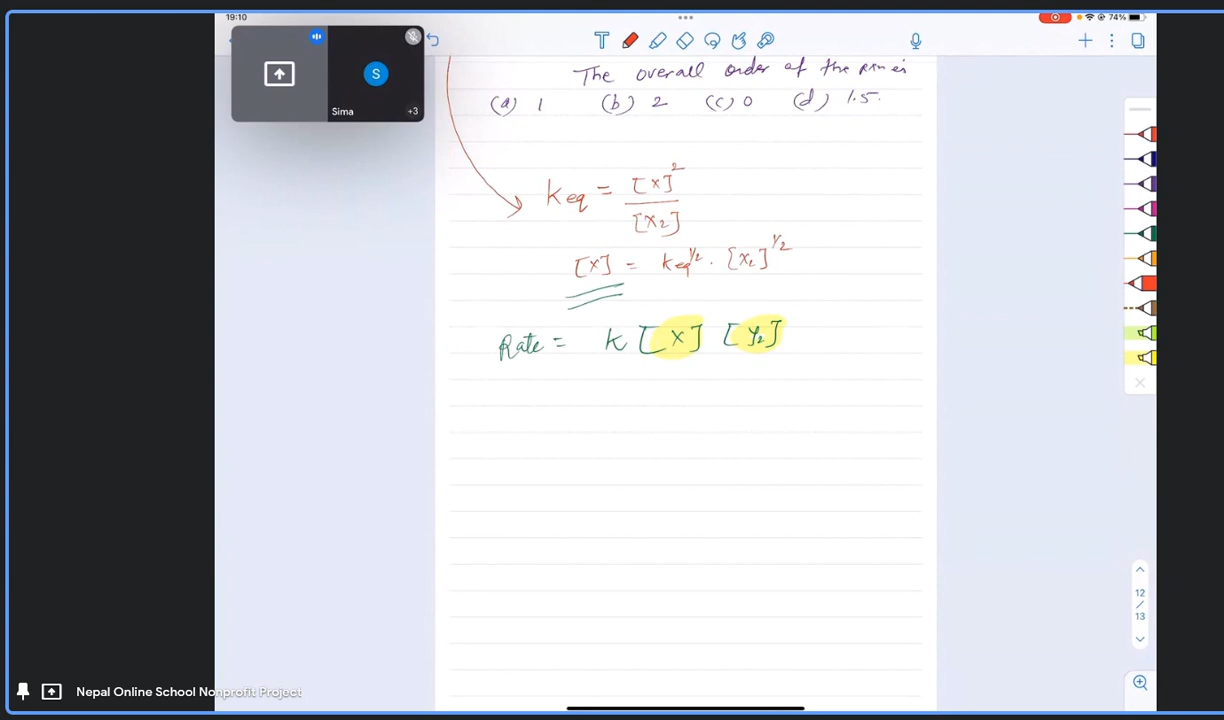 19:10
74%
S
Sima
+3
The overall order of the rxn is
(a) 1 (b) 2 (c) 0 (d) 1.5.
Keq = [X]² / [X₂]
[X] = Keq^1/2 . [X₂]^1/2
Rate = K [X] [Y₂]
12
/
13
Nepal Online School Nonprofit Project